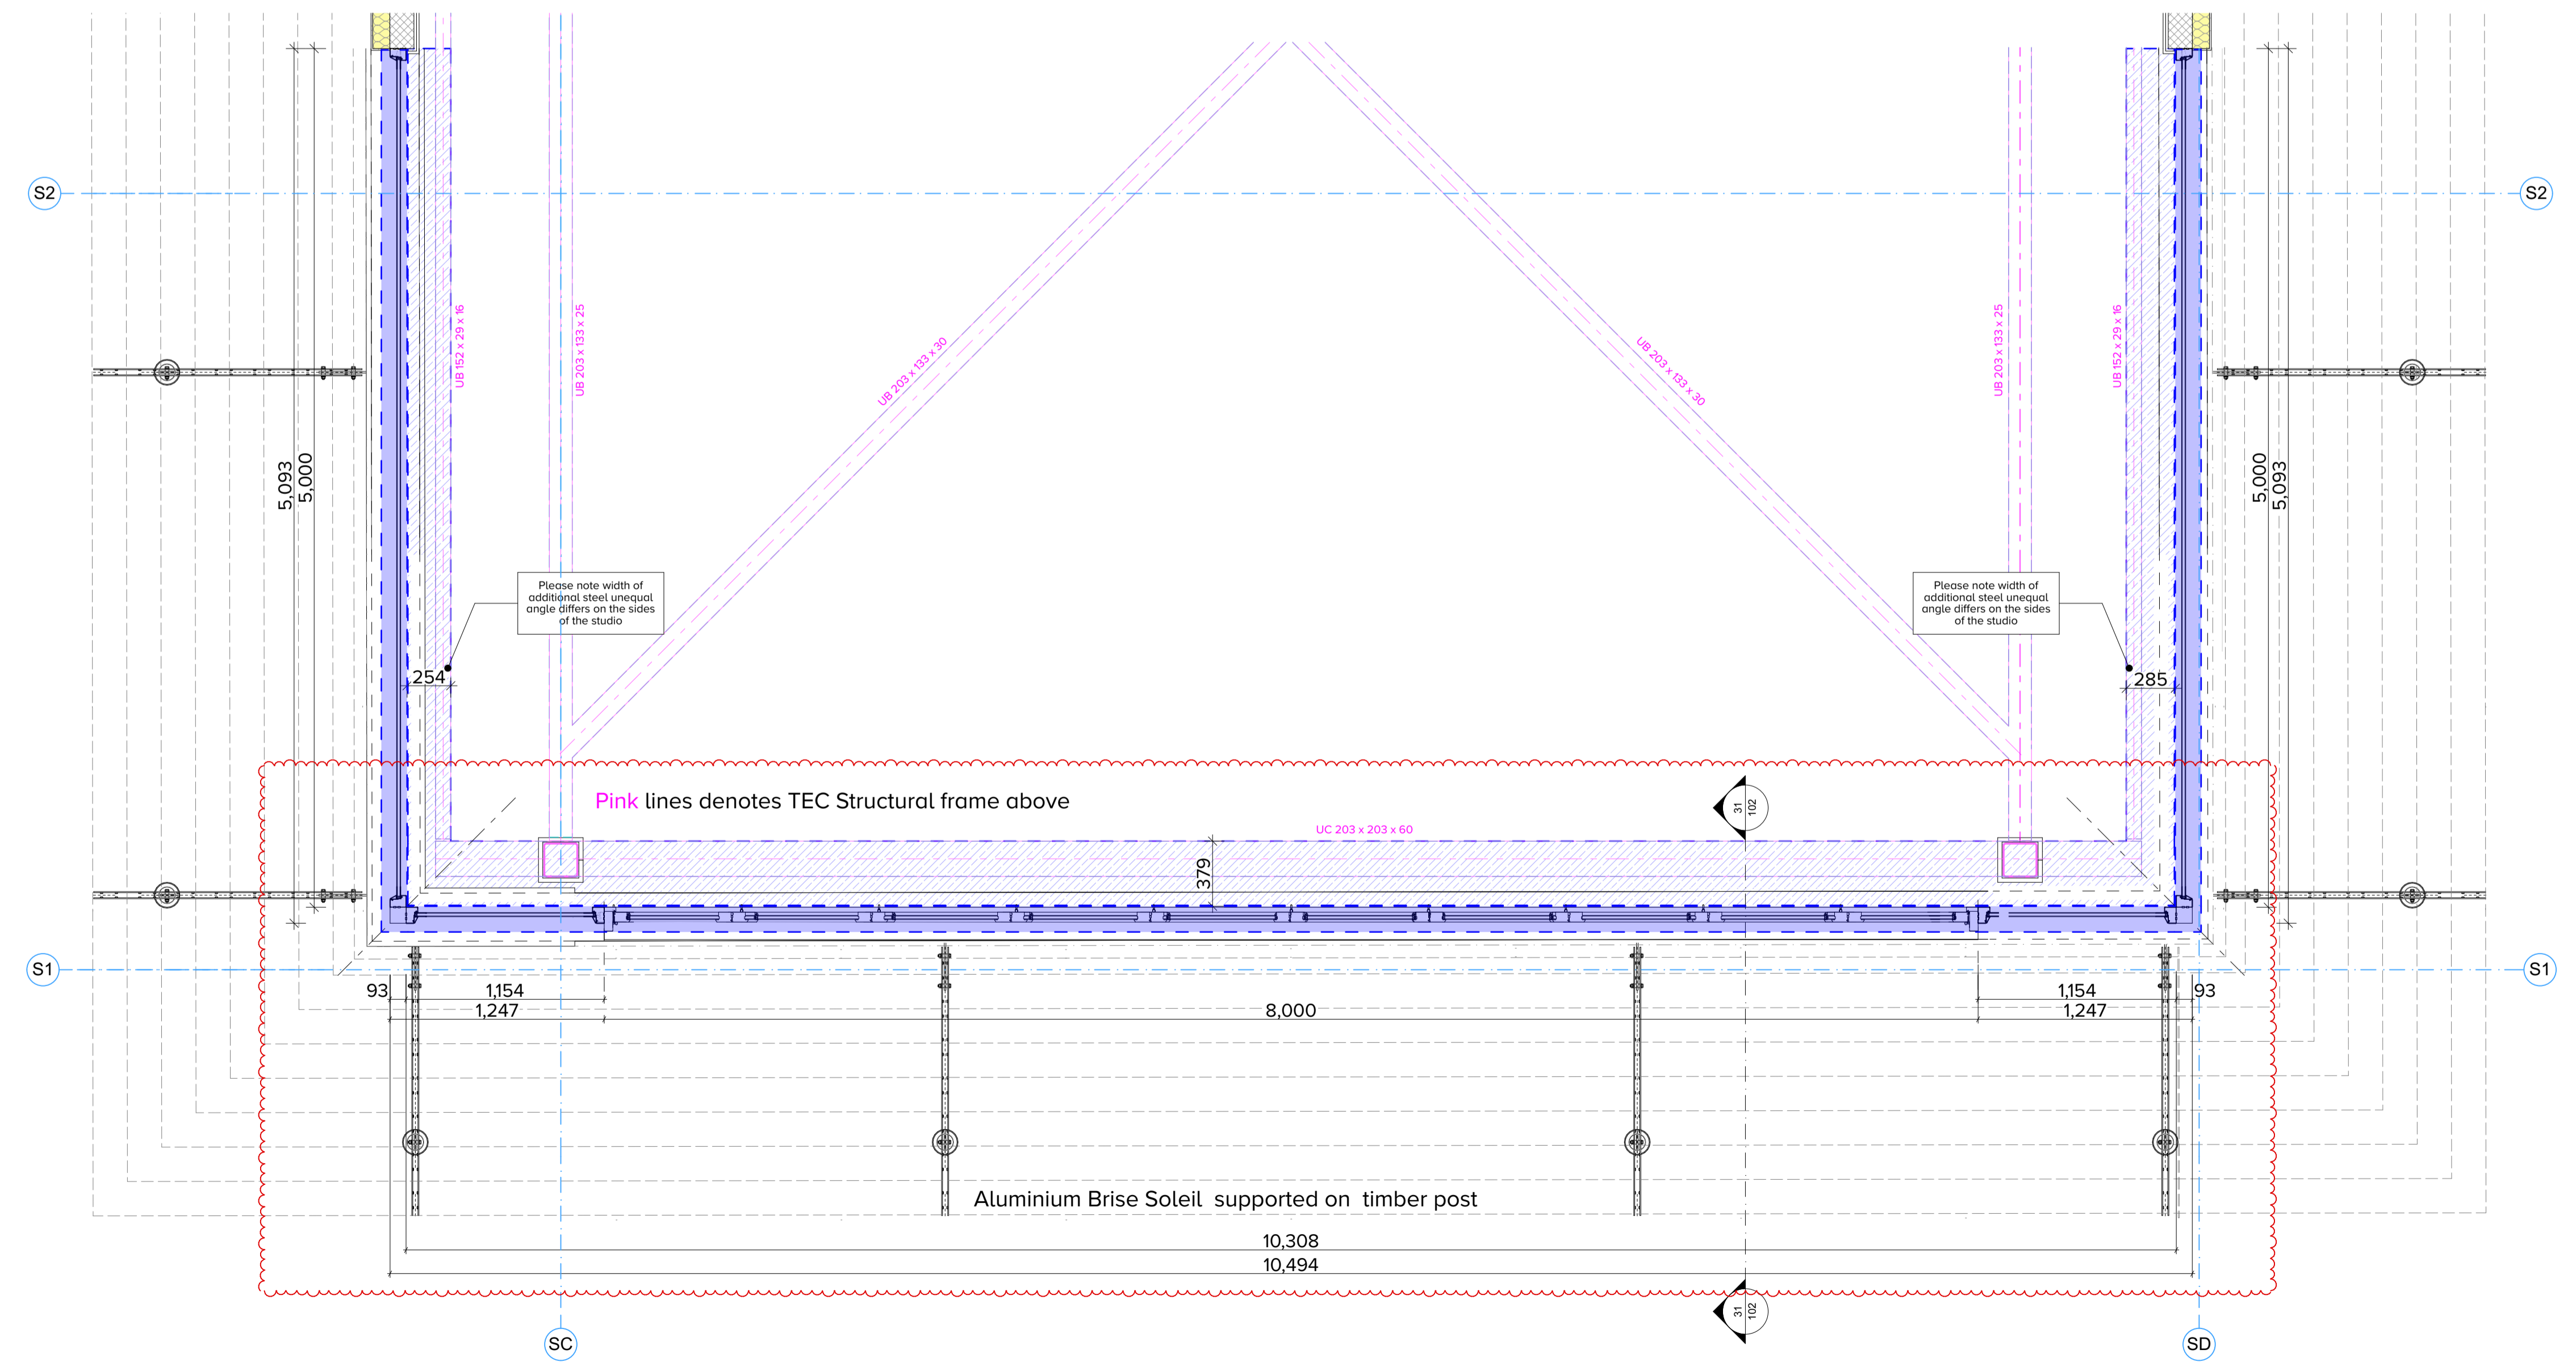 S2
S2
UB 152 x 29 x 16
UB 203 x 133 x 25
UB 203 x 133 x 30
UB 203 x 133 x 30
UB 203 x 133 x 25
UB 152 x 29 x 16
5,093
5,000
5,000
5,093
Please note width of
additional steel unequal
angle differs on the sides
of the studio
Please note width of
additional steel unequal
angle differs on the sides
of the studio
254
285
Pink lines denotes TEC Structural frame above
31
102
UC 203 x 203 x 60
379
S1
S1
93
1,154
1,154
93
1,247
8,000
1,247
Aluminium Brise Soleil supported on timber post
10,308
10,494
31
102
SC
SD